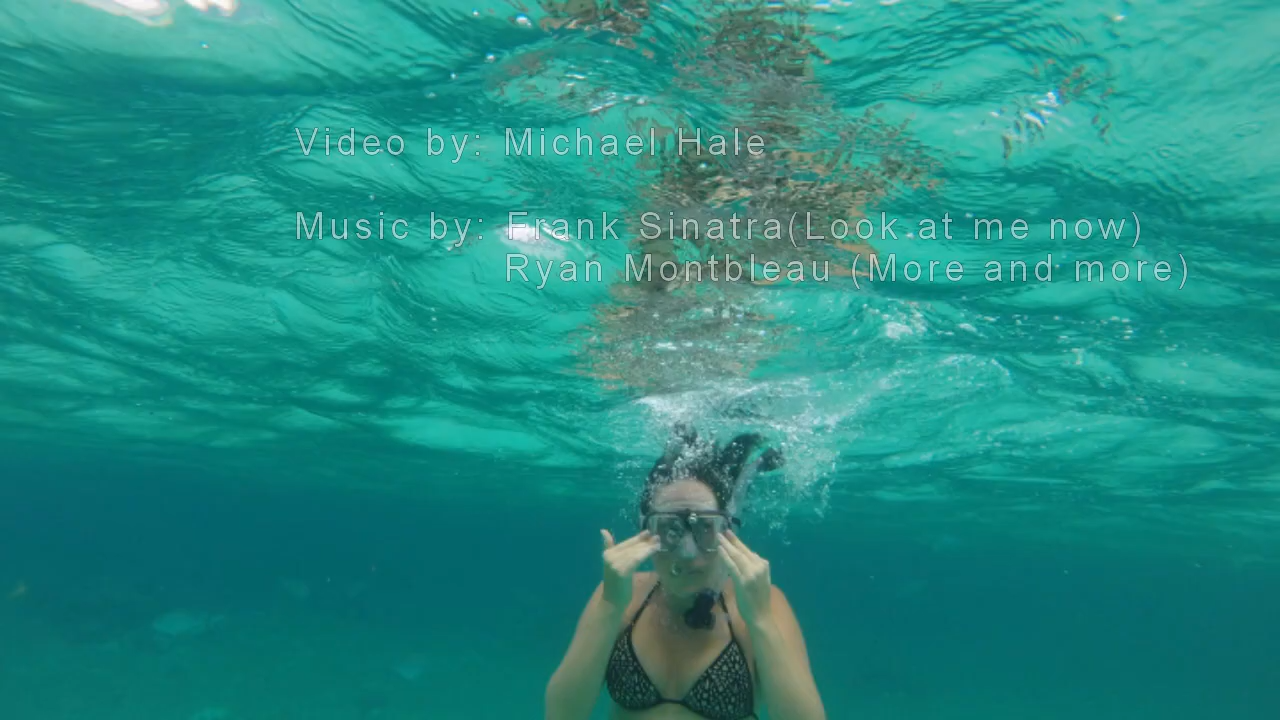 Video by: Michael Hale
Music by: Frank Sinatra(Look at me now)
Ryan Montbleau (More and more)